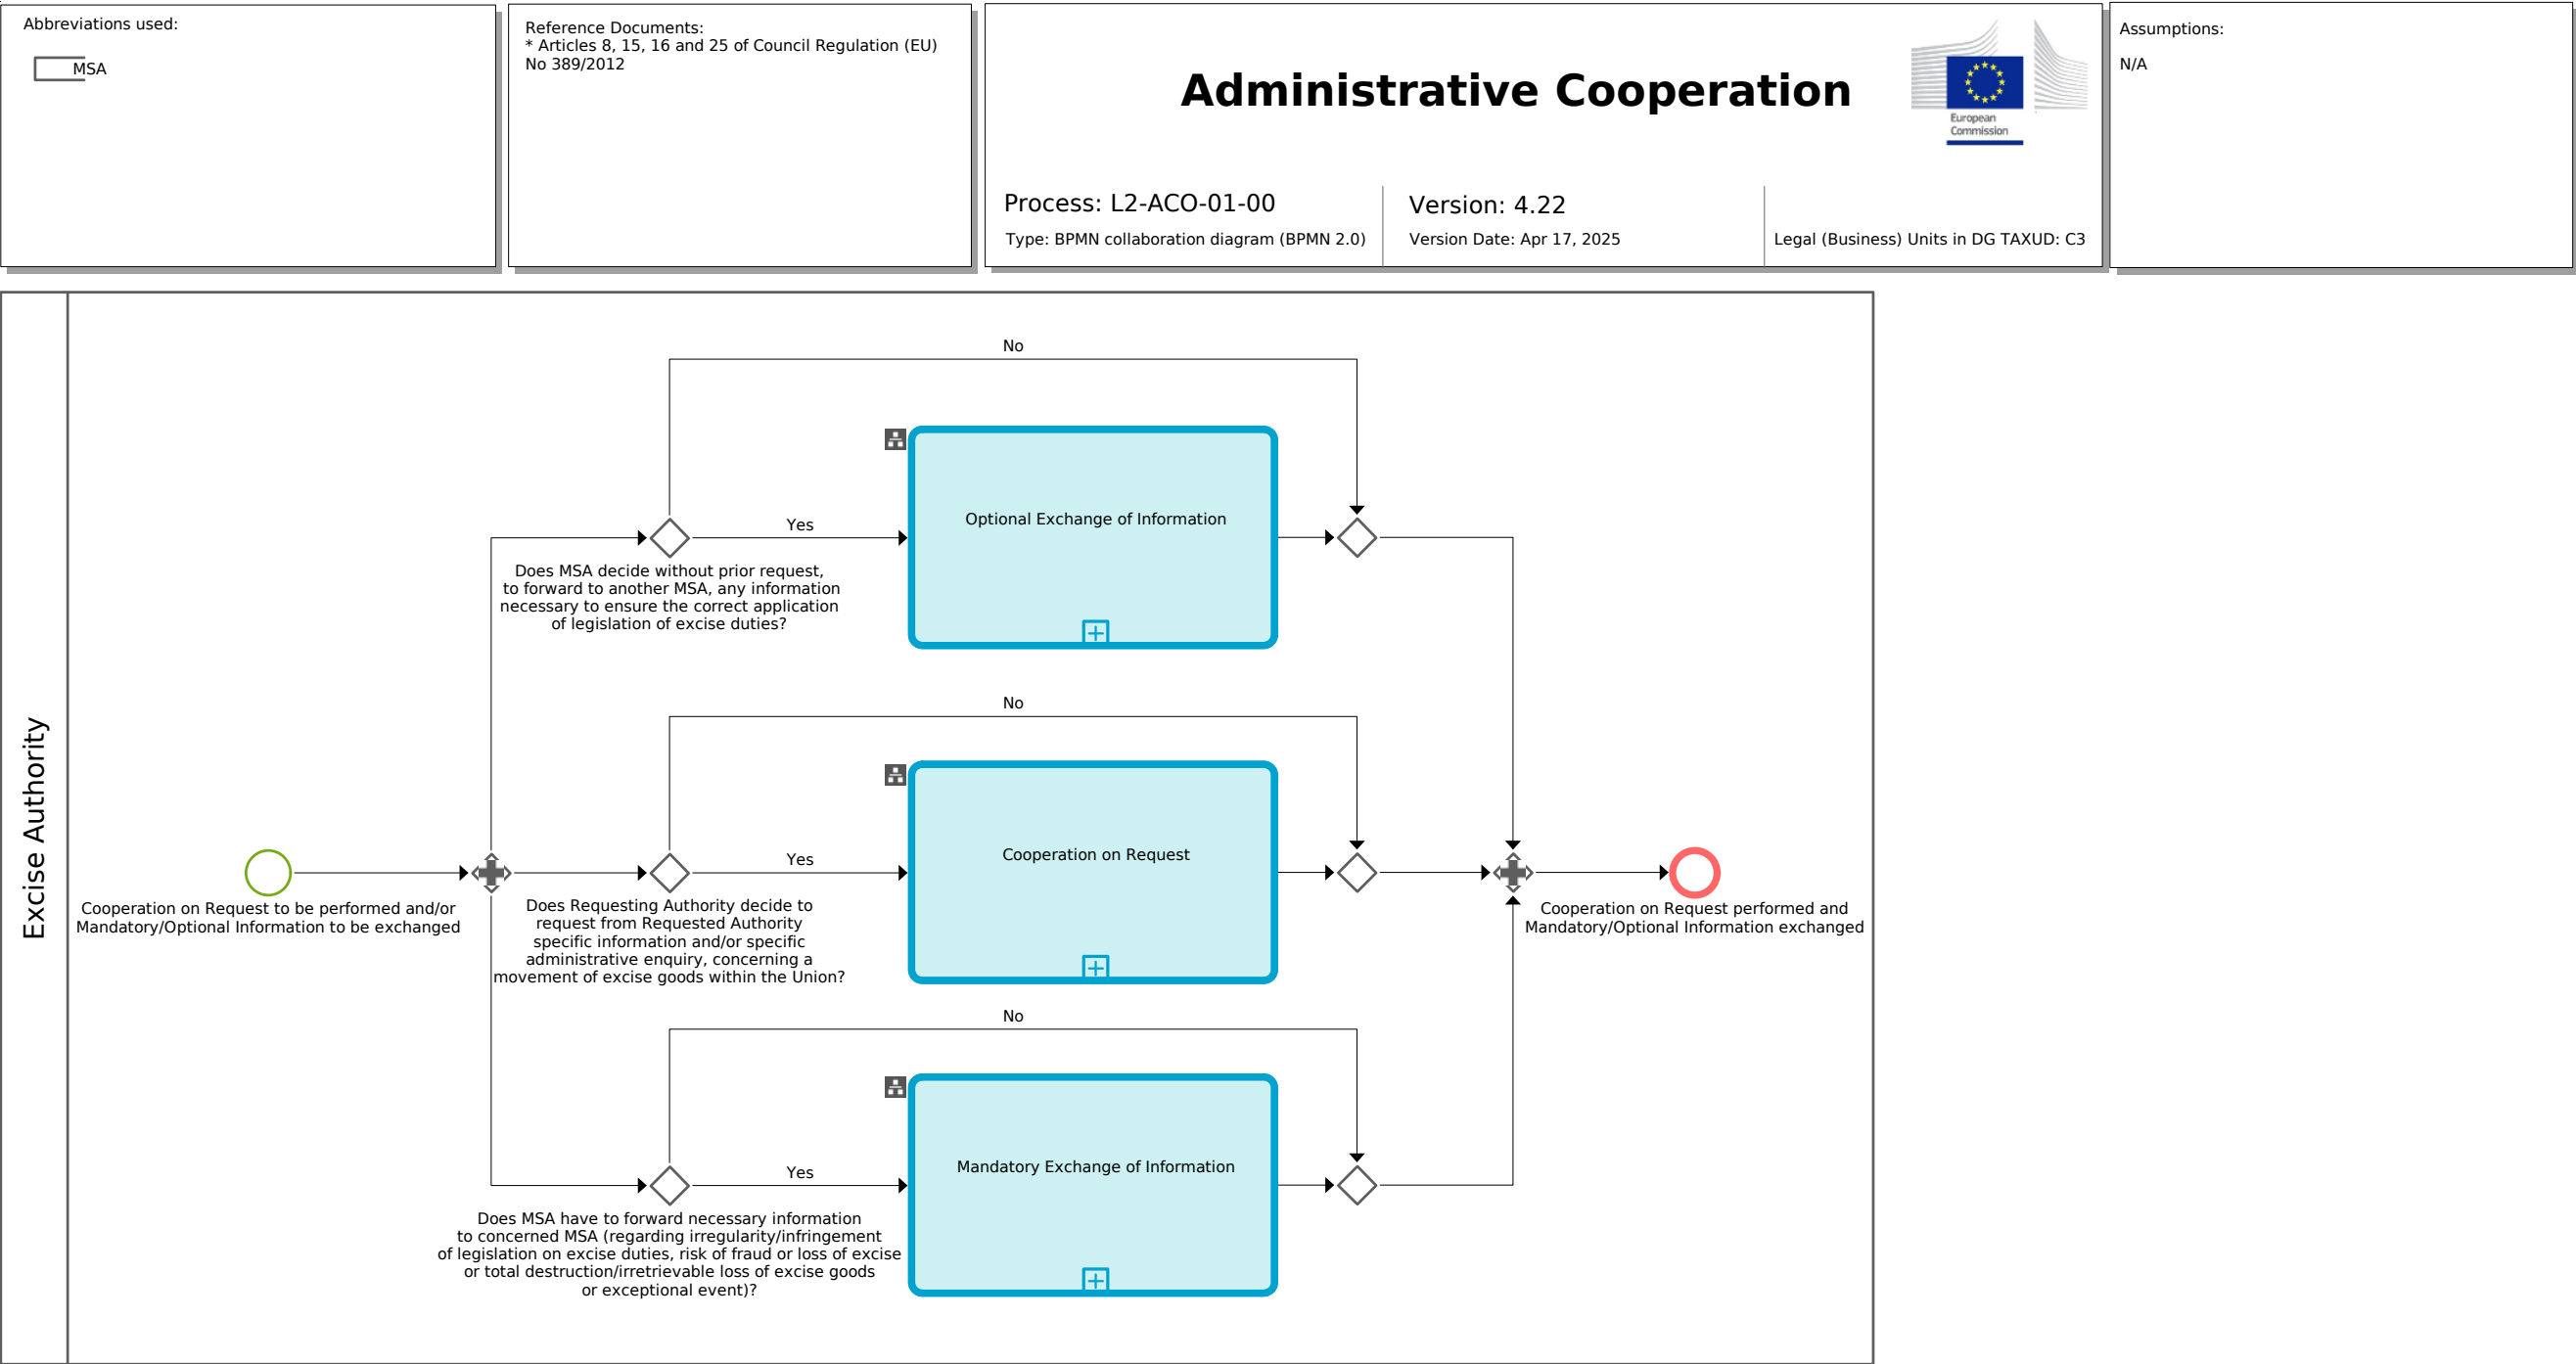 Abbreviations used:
MSA
Reference Documents:
* Articles 8, 15, 16 and 25 of Council Regulation (EU)
No 389/2012
Administrative Cooperation
European
Commission
Process: L2-ACO-01-00
Type: BPMN collaboration diagram (BPMN 2.0)
Version: 4.22
Version Date: Apr 17, 2025
Legal (Business) Units in DG TAXUD: C3
Assumptions:
N/A
Excise Authority
Cooperation on Request to be performed and/or
Mandatory/Optional Information to be exchanged
No
Yes
Optional Exchange of Information
Does MSA decide without prior request,
to forward to another MSA, any information
necessary to ensure the correct application
of legislation of excise duties?
No
Yes
Cooperation on Request
Does Requesting Authority decide to
request from Requested Authority
specific information and/or specific
administrative enquiry, concerning a
movement of excise goods within the Union?
No
Yes
Mandatory Exchange of Information
Does MSA have to forward necessary information
to concerned MSA (regarding irregularity/infringement
of legislation on excise duties, risk of fraud or loss of excise
or total destruction/irretrievable loss of excise goods
or exceptional event)?
Cooperation on Request performed and
Mandatory/Optional Information exchanged